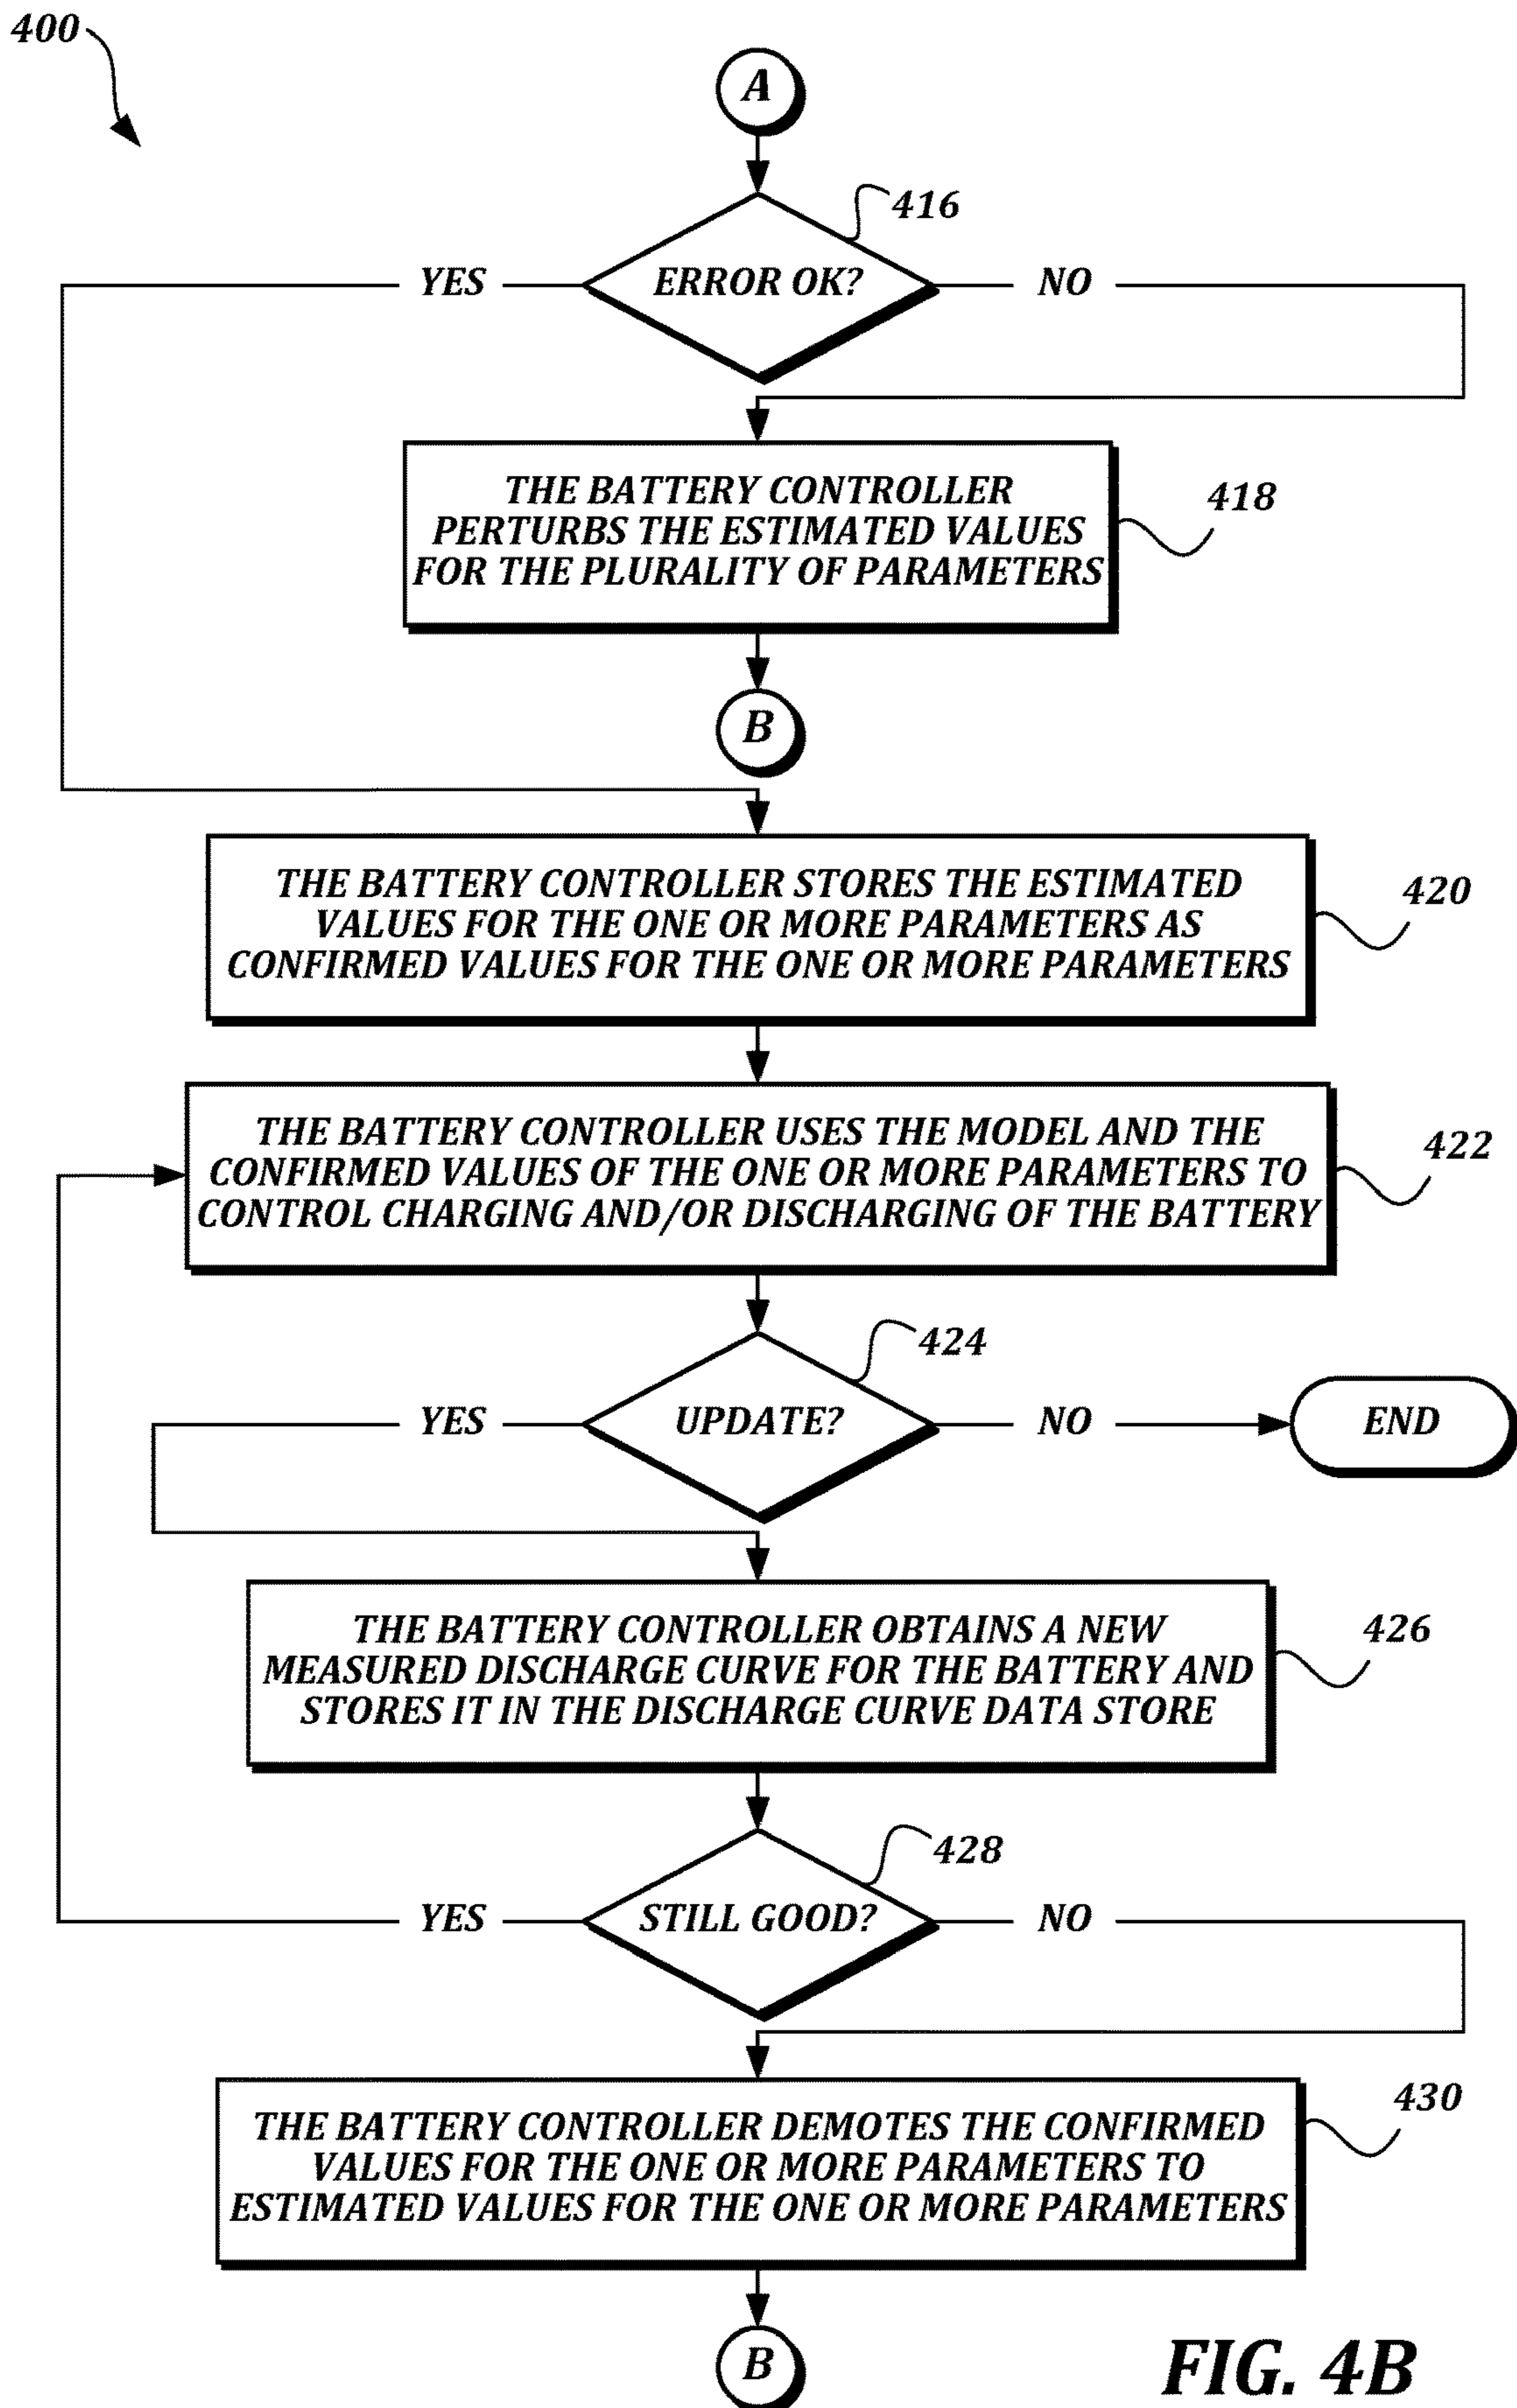 400
A
416
YES
ERROR OK?
NO
THE BATTERY CONTROLLER
PERTURBS THE ESTIMATED VALUES
FOR THE PLURALITY OF PARAMETERS
418
B
THE BATTERY CONTROLLER STORES THE ESTIMATED
VALUES FOR THE ONE OR MORE PARAMETERS AS
CONFIRMED VALUES FOR THE ONE OR MORE PARAMETERS
420
THE BATTERY CONTROLLER USES THE MODEL AND THE
CONFIRMED VALUES OF THE ONE OR MORE PARAMETERS TO
CONTROL CHARGING AND/OR DISCHARGING OF THE BATTERY
422
424
YES
UPDATE?
NO
END
THE BATTERY CONTROLLER OBTAINS A NEW
MEASURED DISCHARGE CURVE FOR THE BATTERY AND
STORES IT IN THE DISCHARGE CURVE DATA STORE
426
428
YES
STILL GOOD?
NO
THE BATTERY CONTROLLER DEMOTES THE CONFIRMED
VALUES FOR THE ONE OR MORE PARAMETERS TO
ESTIMATED VALUES FOR THE ONE OR MORE PARAMETERS
430
B
FIG. 4B